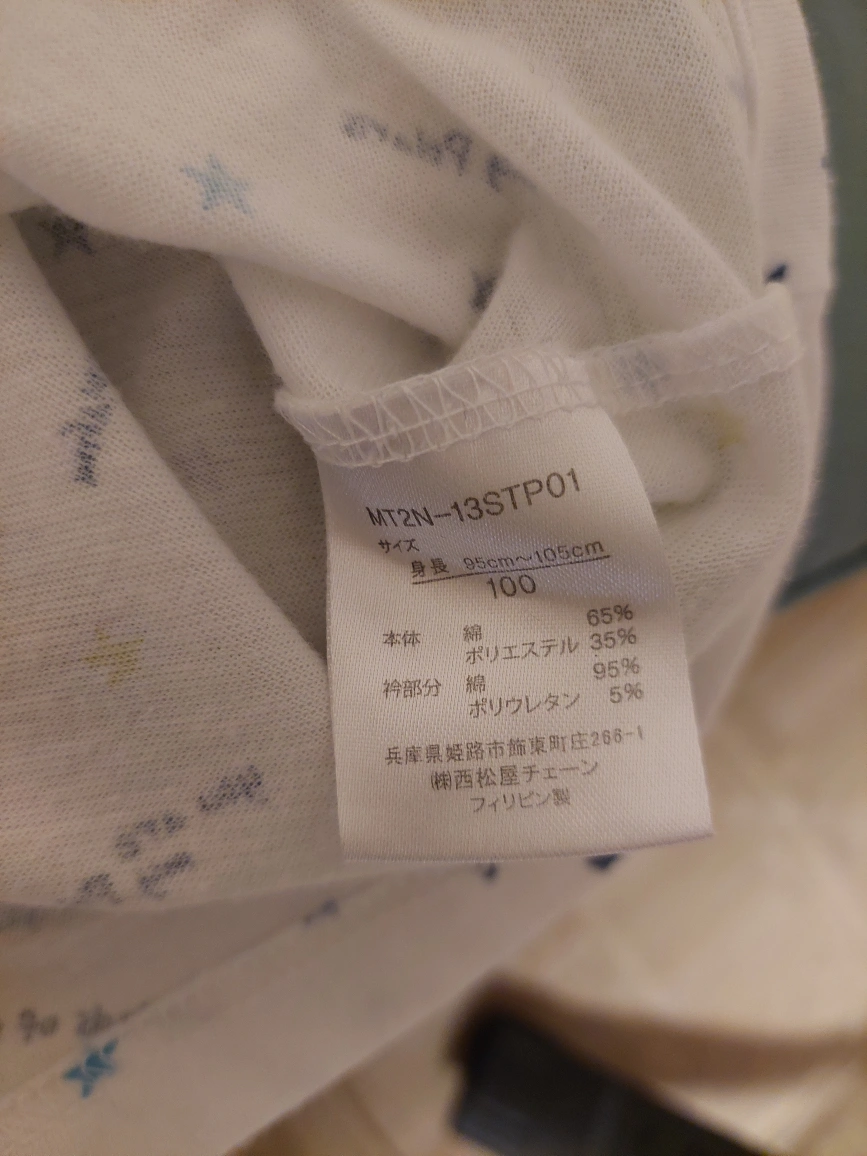 MT2N-13STP01
サイズ
身長 95cm~105cm
100
本体 綿 65%
ポリエステル 35%
衿部分 綿 95%
ポリウレタン 5%
兵庫県姫路市飾東町庄266-1
㈱西松屋チェーン
フィリピン製
you are
my